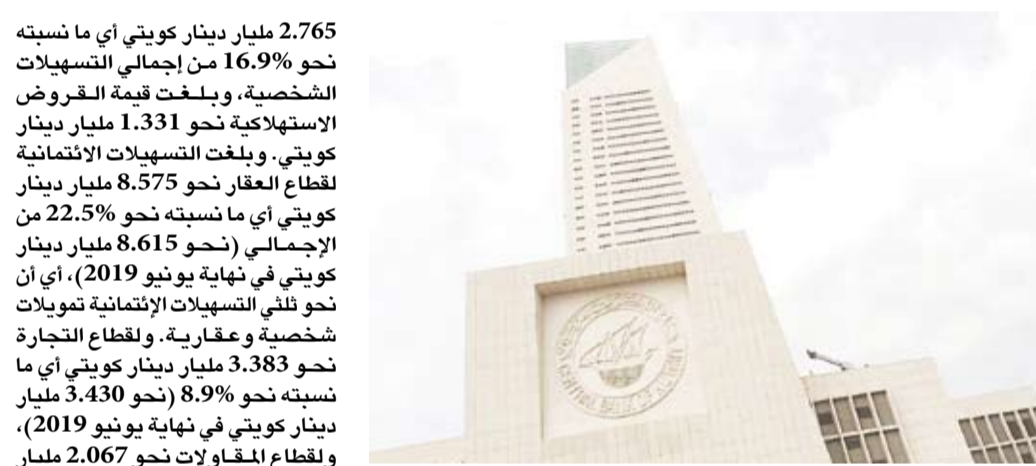 2.765 مليار دينار كويتي أي ما نسبته
نحو 16.9% من إجمالي التسهيلات
الشخصية، وبلغت قيمة القروض
الاستهلاكية نحو 1.331 مليار دينار
كويتي. وبلغت التسهيلات الائتمانية
لقطاع العقار نحو 8.575 مليار دينار
كويتي أي ما نسبته نحو 22.5% من
الإجمالي (نحو 8.615 مليار دينار
كويتي في نهاية يونيو 2019)، أي أن
نحو ثلثي التسهيلات الإئتمانية تمويلات
شخصية وعقارية. ولقطاع التجارة
نحو 3.383 مليار دينار كويتي أي ما
نسبته نحو 8.9% (نحو 3.430 مليار
دينار كويتي في نهاية يونيو 2019)،
ولقطاع المقاولات نحو 2.067 مليار
CENTRAL BANK OF KUWAIT